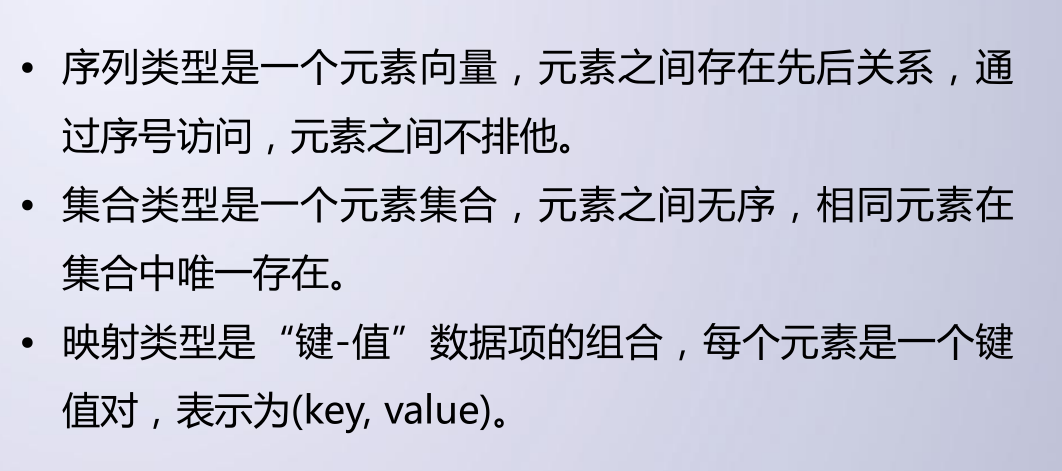 • 序列类型是一个元素向量，元素之间存在先后关系，通
过序号访问，元素之间不排他。
• 集合类型是一个元素集合，元素之间无序，相同元素在
集合中唯一存在。
• 映射类型是“键-值”数据项的组合，每个元素是一个键
值对，表示为(key, value)。